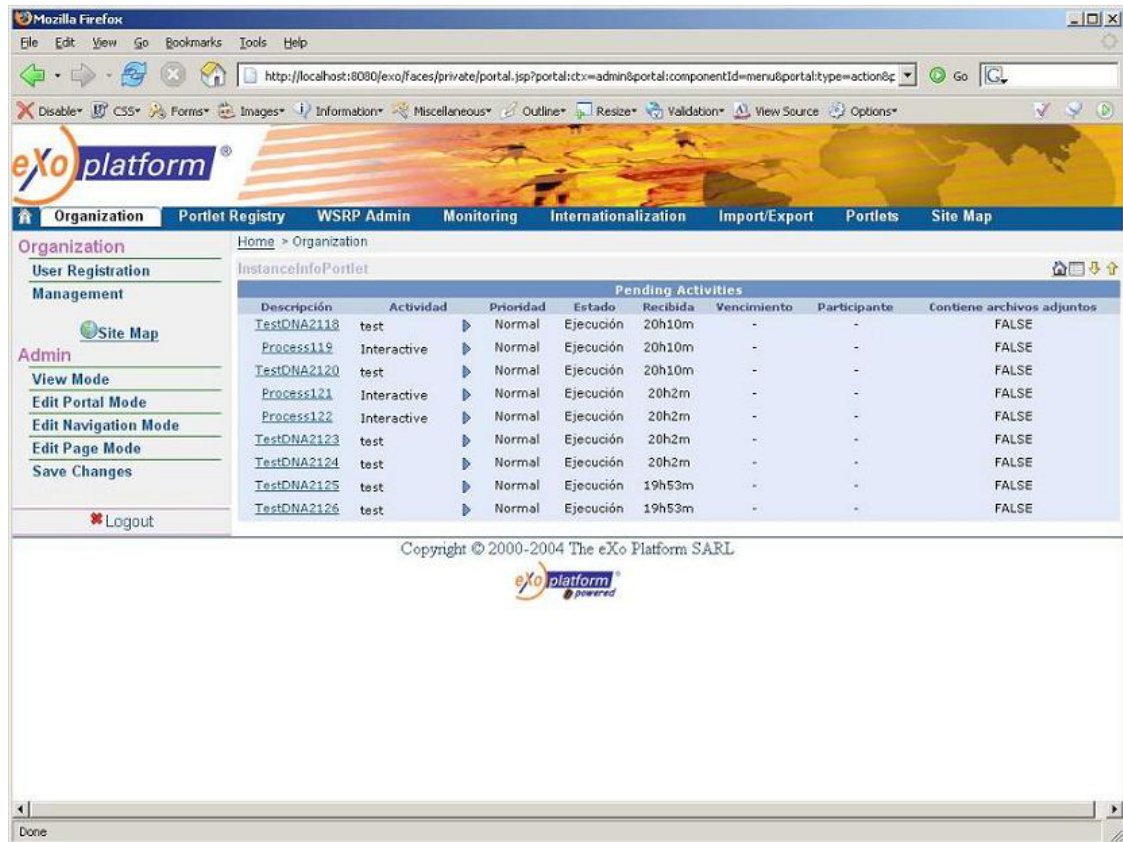 Mozilla Firefox
File Edit View Go Bookmarks Tools Help
http://localhost:8080/exo/faces/private/portal.jsp?portal:ctx=admin&portal:componentId=menu&portal:type=action&p Go G
Disable CSS Forms Images Information Miscellaneous Outline Resize Validation View Source Options
eXo platform ®
Organization Portlet Registry WSRP Admin Monitoring Internationalization Import/Export Portlets Site Map
Home > Organization
Organization
User Registration
Management
Site Map
Admin
View Mode
Edit Portal Mode
Edit Navigation Mode
Edit Page Mode
Save Changes
Logout
InstanceInfoPortlet
Pending Activities
Descripción Actividad Prioridad Estado Recibida Vencimiento Participante Contiene archivos adjuntos
TestDNA2118 test Normal Ejecución 20h10m - - FALSE
Process119 Interactive Normal Ejecución 20h10m - - FALSE
TestDNA2120 test Normal Ejecución 20h10m - - FALSE
Process121 Interactive Normal Ejecución 20h2m - - FALSE
Process122 Interactive Normal Ejecución 20h2m - - FALSE
TestDNA2123 test Normal Ejecución 20h2m - - FALSE
TestDNA2124 test Normal Ejecución 20h2m - - FALSE
TestDNA2125 test Normal Ejecución 19h53m - - FALSE
TestDNA2126 test Normal Ejecución 19h53m - - FALSE
Copyright © 2000-2004 The eXo Platform SARL
eXo platform ®
powered
Done